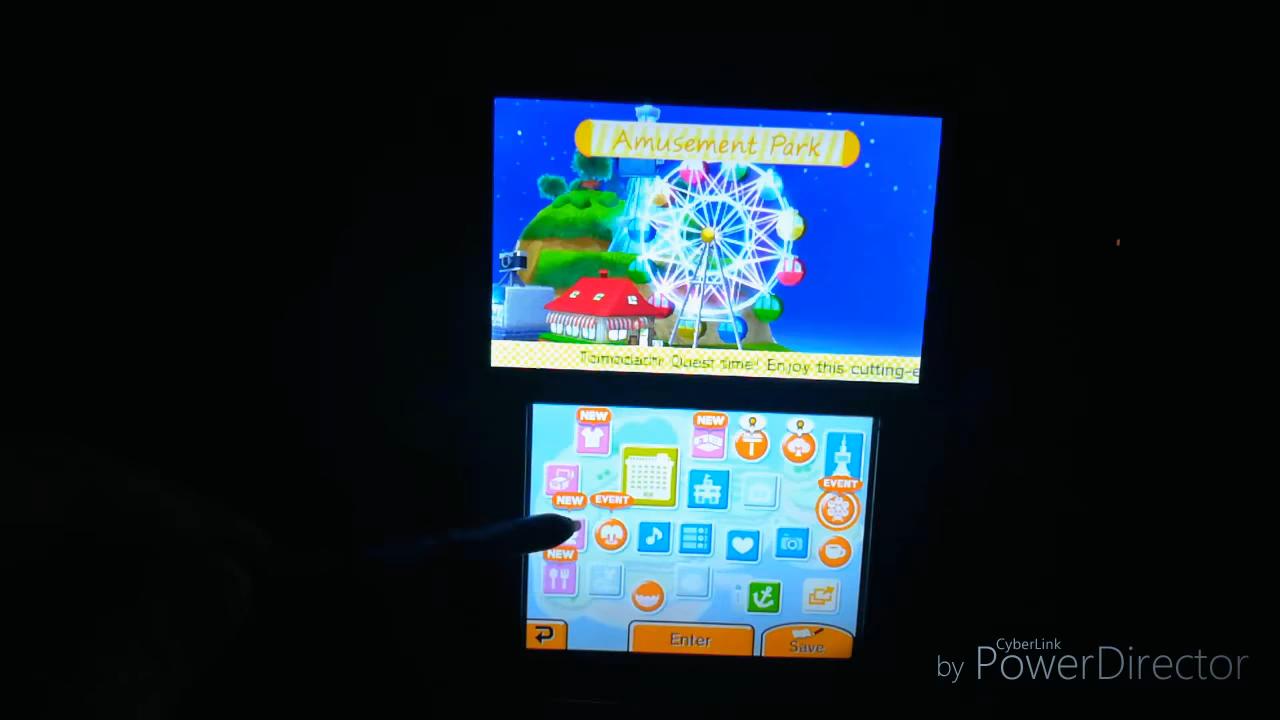 Amusement Park
Tomodachi Quest time! Enjoy this cutting-e
NEW
NEW
EVENT
NEW
EVENT
NEW
Enter
Save
CyberLink
by PowerDirector